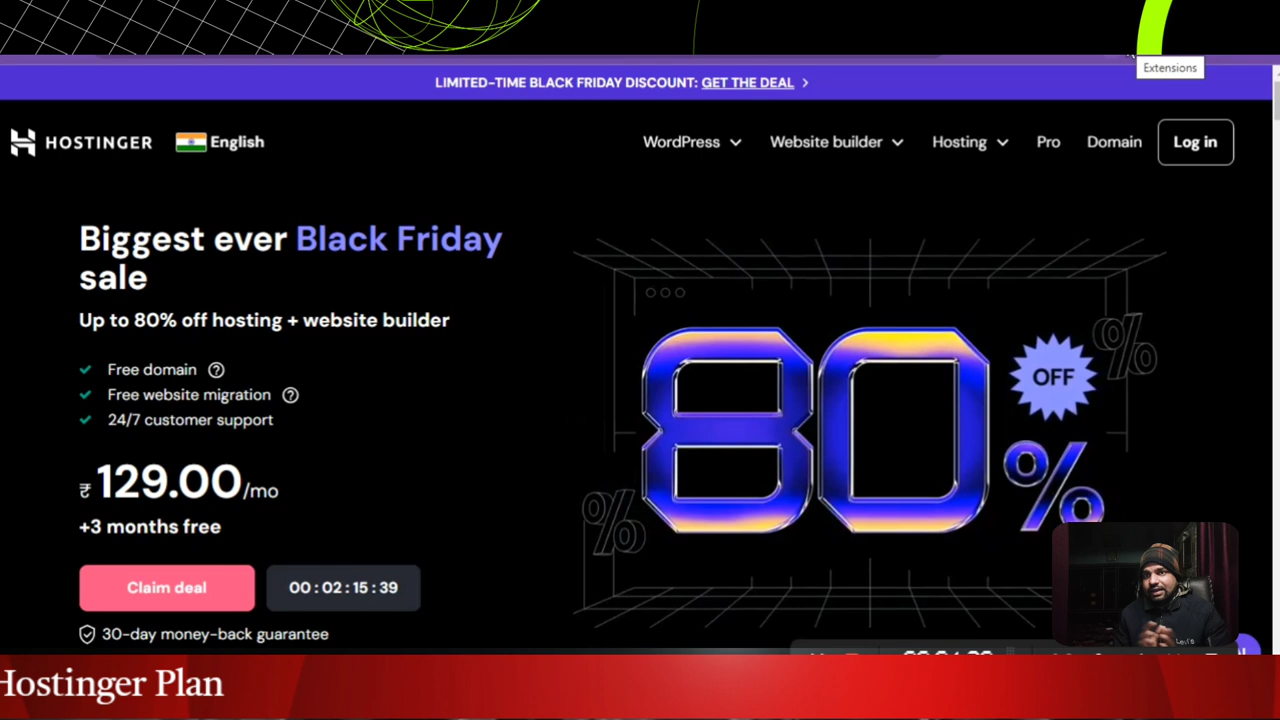 Extensions
LIMITED-TIME BLACK FRIDAY DISCOUNT: GET THE DEAL >
HOSTINGER English WordPress Website builder Hosting Pro Domain Log in
Biggest ever Black Friday
sale
Up to 80% off hosting + website builder
Free domain ?
Free website migration ?
24/7 customer support
₹ 129.00/mo
+3 months free
Claim deal 00 : 02 : 15 : 39
30-day money-back guarantee
80 % OFF
%
%
Hostinger Plan